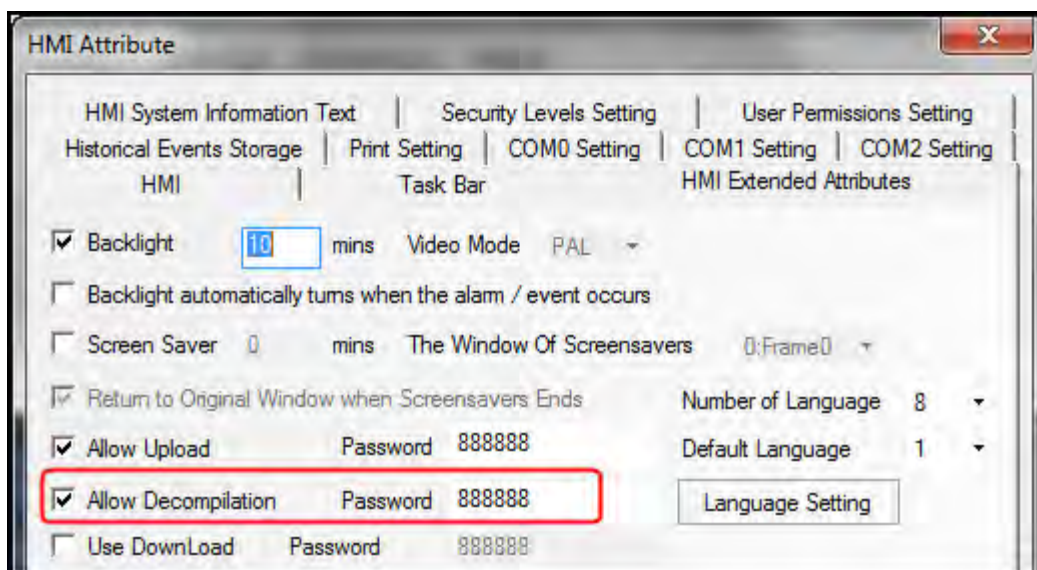 HMI Attribute
HMI System Information Text | Security Levels Setting | User Permissions Setting
Historical Events Storage | Print Setting | COM0 Setting | COM1 Setting | COM2 Setting
HMI | Task Bar HMI Extended Attributes
Backlight 10 mins Video Mode PAL
Backlight automatically turns when the alarm / event occurs
Screen Saver 0 mins The Window Of Screensavers 0:Frame0
Return to Original Window when Screensavers Ends Number of Language 8
Allow Upload Password 888888 Default Language 1
Allow Decompilation Password 888888 Language Setting
Use DownLoad Password 888888